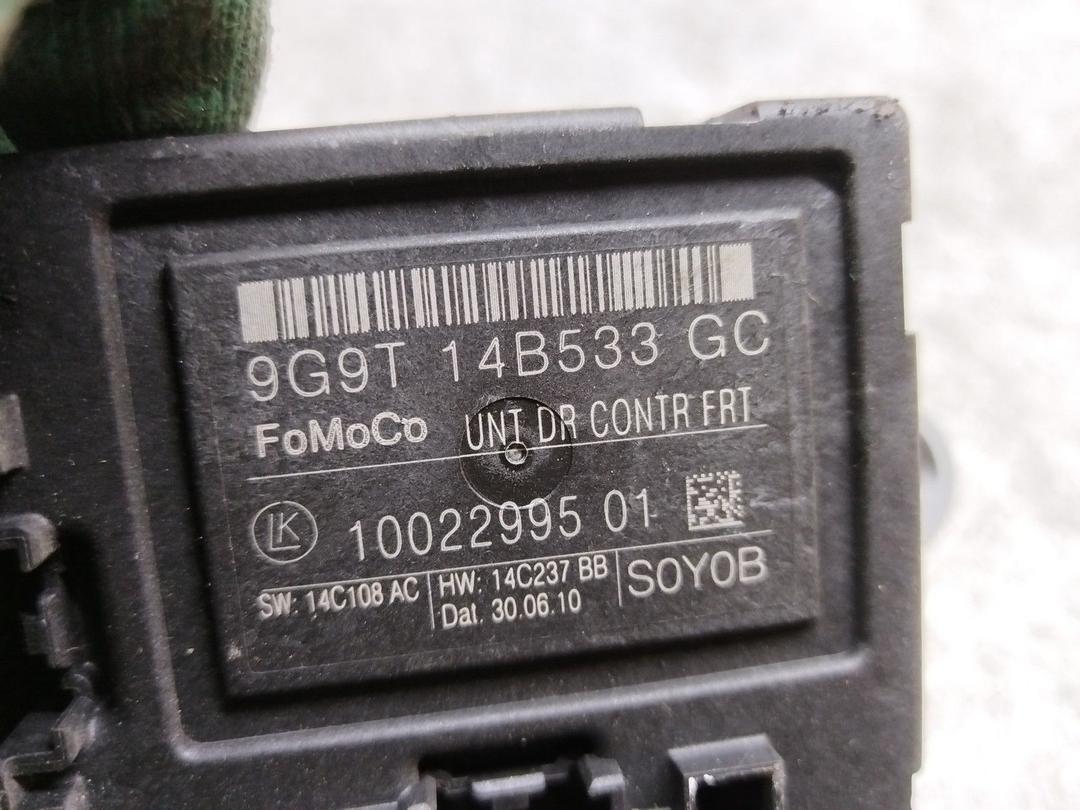 9G9T 14B533 GC
FoMoCo UNT DR CONTR FRT
LK 10022995 01
SW: 14C108 AC HW: 14C237 BB SOYOB
Dat. 30.06.10